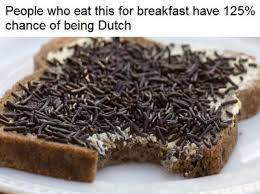 People who eat this for breakfast have 125%
chance of being Dutch